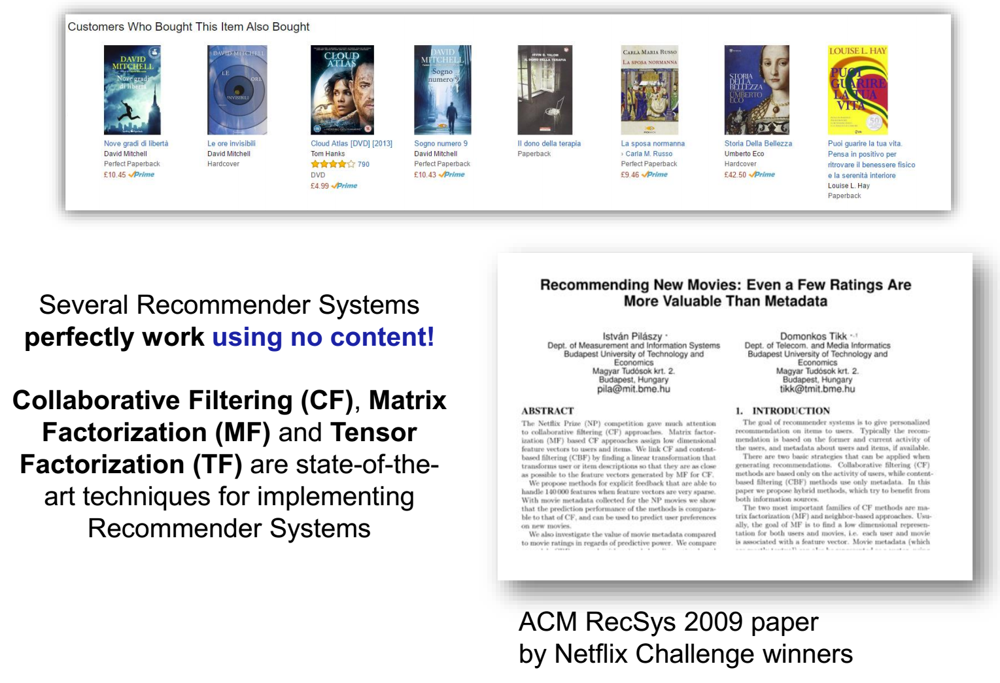 Customers Who Bought This Item Also Bought
DAVID
MITCHELL
Nove gradi
di libertà
DAVID MITCHELL
LE
ORE
INVISIBILI
CLOUD
ATLAS
DAVID
MITCHELL
Sogno
numero 9
IRVIN D. YALOM
IL DONO DELLA TERAPIA
CARLA MARIA RUSSO
LA SPOSA NORMANNA
STORIA
DELLA
BELLEZZA
UMBERTO
ECO
LOUISE L. HAY
PUOI
GUARIRE
LA TUA
VITA
Nove gradi di libertà
David Mitchell
Perfect Paperback
£10.45 Prime
Le ore invisibili
David Mitchell
Hardcover
Cloud Atlas [DVD] [2013]
Tom Hanks
790
DVD
£4.99 Prime
Sogno numero 9
David Mitchell
Perfect Paperback
£10.43 Prime
Il dono della terapia
Paperback
La sposa normanna
› Carla M. Russo
Perfect Paperback
£9.46 Prime
Storia Della Bellezza
Umberto Eco
Hardcover
£42.50 Prime
Puoi guarire la tua vita.
Pensa in positivo per
ritrovare il benessere fisico
e la serenità interiore
Louise L. Hay
Paperback
Several Recommender Systems
perfectly work using no content!
Collaborative Filtering (CF), Matrix
Factorization (MF) and Tensor
Factorization (TF) are state-of-the-
art techniques for implementing
Recommender Systems
Recommending New Movies: Even a Few Ratings Are
More Valuable Than Metadata
István Pilászy *
Dept. of Measurement and Information Systems
Budapest University of Technology and
Economics
Magyar Tudósok krt. 2.
Budapest, Hungary
pila@mit.bme.hu
Domonkos Tikk *,†
Dept. of Telecom. and Media Informatics
Budapest University of Technology and
Economics
Magyar Tudósok krt. 2.
Budapest, Hungary
tikk@tmit.bme.hu
ABSTRACT
The Netflix Prize (NP) competition gave much attention
to collaborative filtering (CF) approaches. Matrix factor-
ization (MF) based CF approaches assign low dimensional
feature vectors to users and items. We link CF and content-
based filtering (CBF) by finding a linear transformation that
transforms user or item descriptions so that they are as close
as possible to the feature vectors generated by MF for CF.
We propose methods for explicit feedback that are able to
handle 140 000 features when feature vectors are very sparse.
With movie metadata collected for the NP movies we show
that the prediction performance of the methods is compara-
ble to that of CF, and can be used to predict user preferences
on new movies.
We also investigate the value of movie metadata compared
to movie ratings in regards of predictive power. We compare
1. INTRODUCTION
The goal of recommender systems is to give personalized
recommendation on items to users. Typically the recom-
mendation is based on the former and current activity of
the users, and metadata about users and items, if available.
There are two basic strategies that can be applied when
generating recommendations. Collaborative filtering (CF)
methods are based only on the activity of users, while content-
based filtering (CBF) methods use only metadata. In this
paper we propose hybrid methods, which try to benefit from
both information sources.
The two most important families of CF methods are ma-
trix factorization (MF) and neighbor-based approaches. Usu-
ally, the goal of MF is to find a low dimensional represen-
tation for both users and movies, i.e. each user and movie
is associated with a feature vector. Movie metadata (which
ACM RecSys 2009 paper
by Netflix Challenge winners